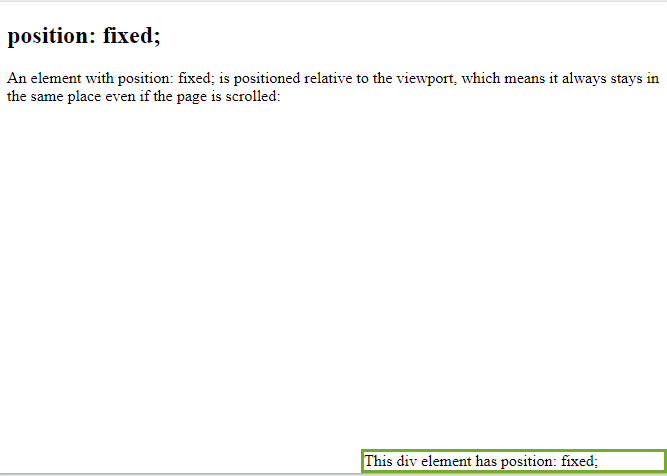 position: fixed;
An element with position: fixed; is positioned relative to the viewport, which means it always stays in
the same place even if the page is scrolled:
This div element has position: fixed;